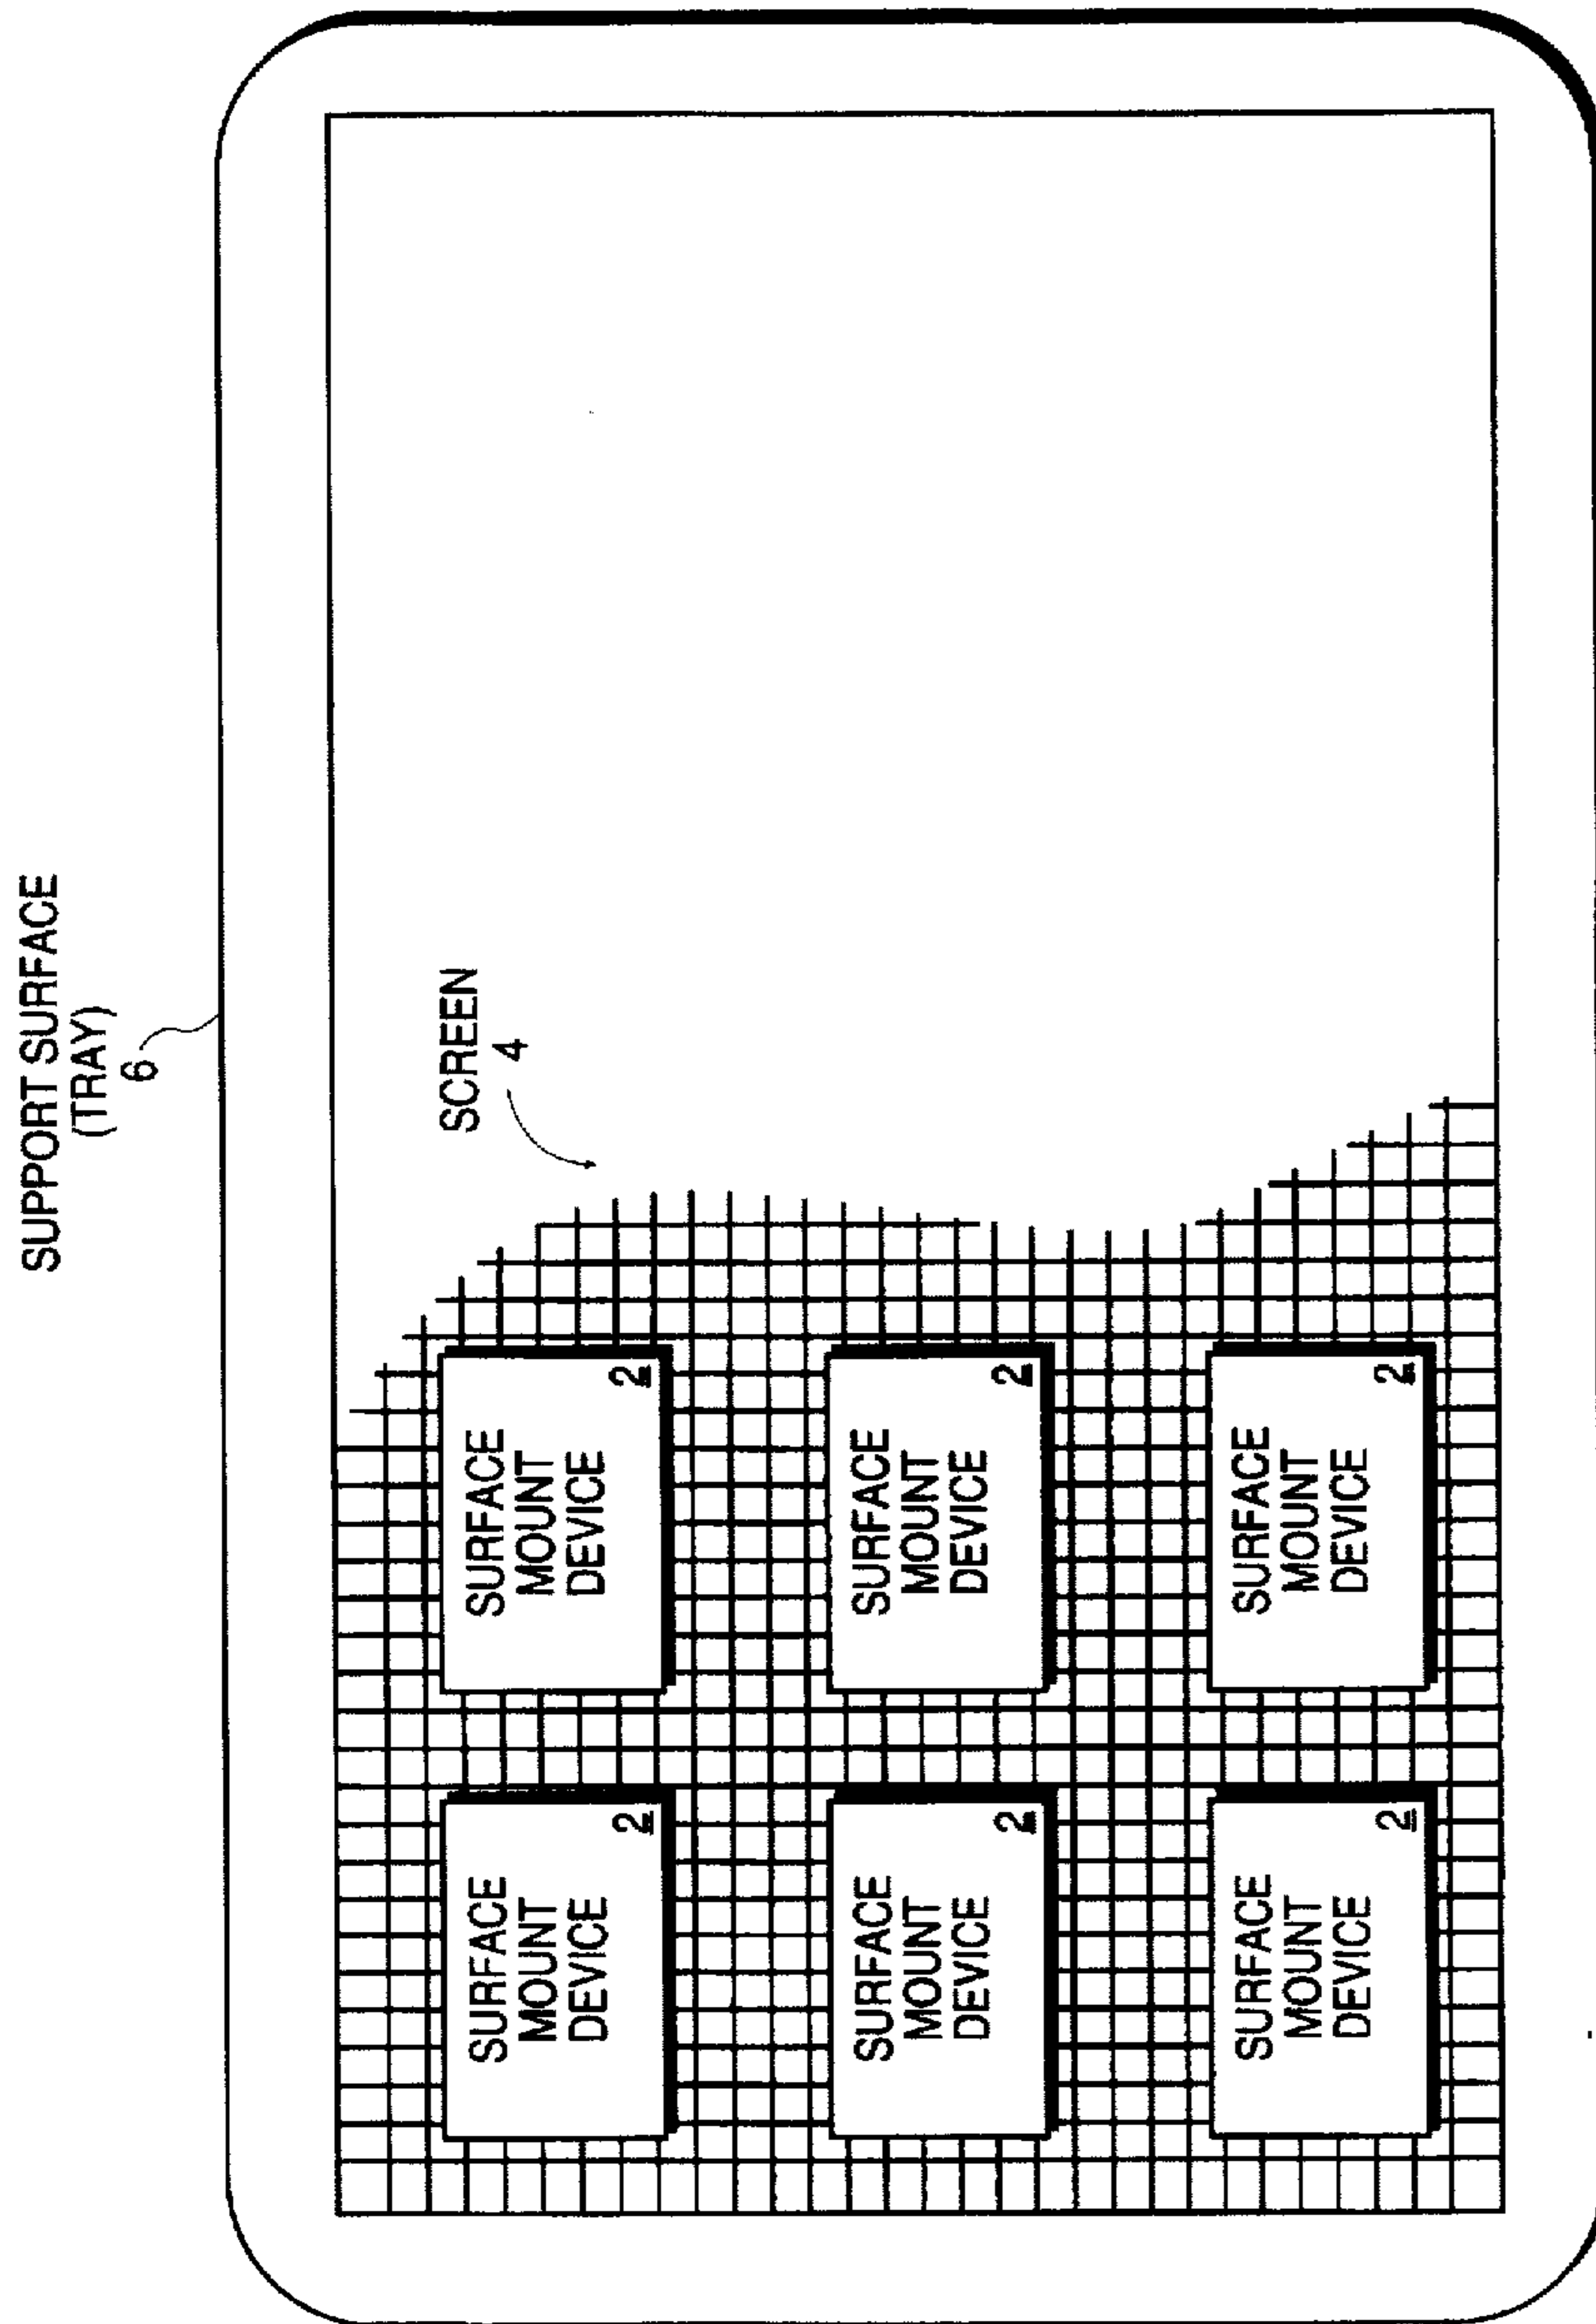 SUPPORT SURFACE
(TRAY)
6
SCREEN
4
SURFACE
MOUNT
DEVICE
2
SURFACE
MOUNT
DEVICE
2
SURFACE
MOUNT
DEVICE
2
SURFACE
MOUNT
DEVICE
2
SURFACE
MOUNT
DEVICE
2
SURFACE
MOUNT
DEVICE
2